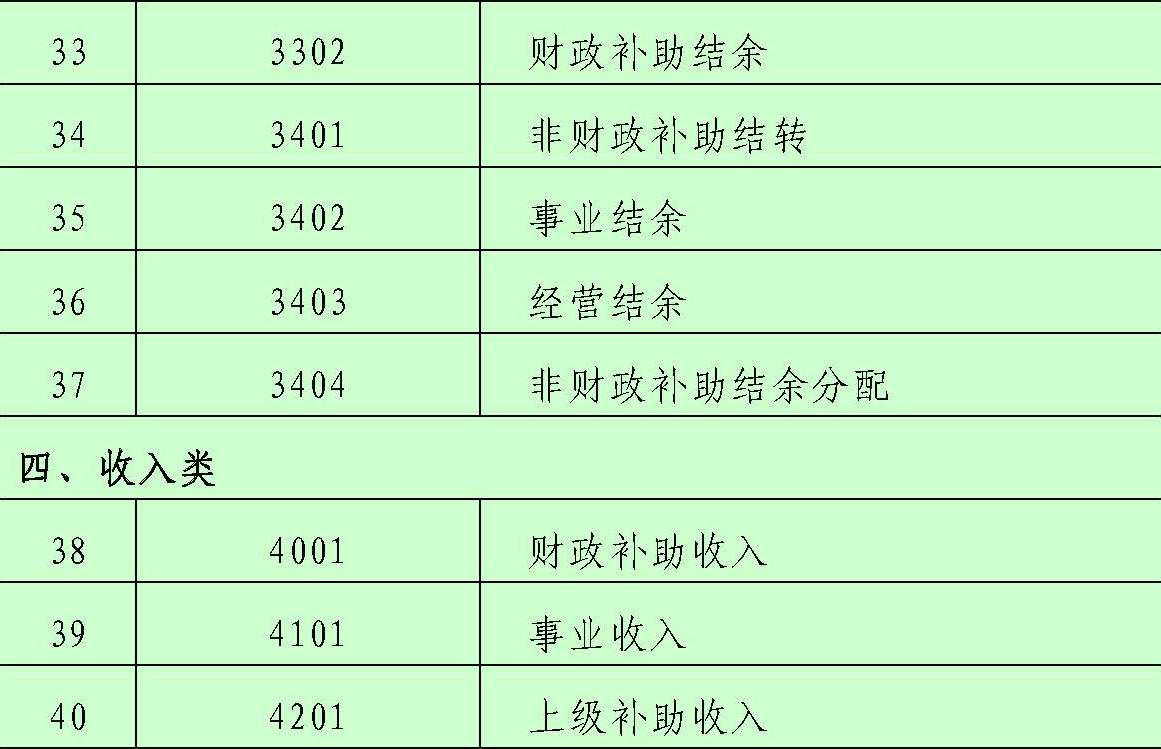 33 3302 财政补助结余
34 3401 非财政补助结转
35 3402 事业结余
36 3403 经营结余
37 3404 非财政补助结余分配
四、收入类
38 4001 财政补助收入
39 4101 事业收入
40 4201 上级补助收入